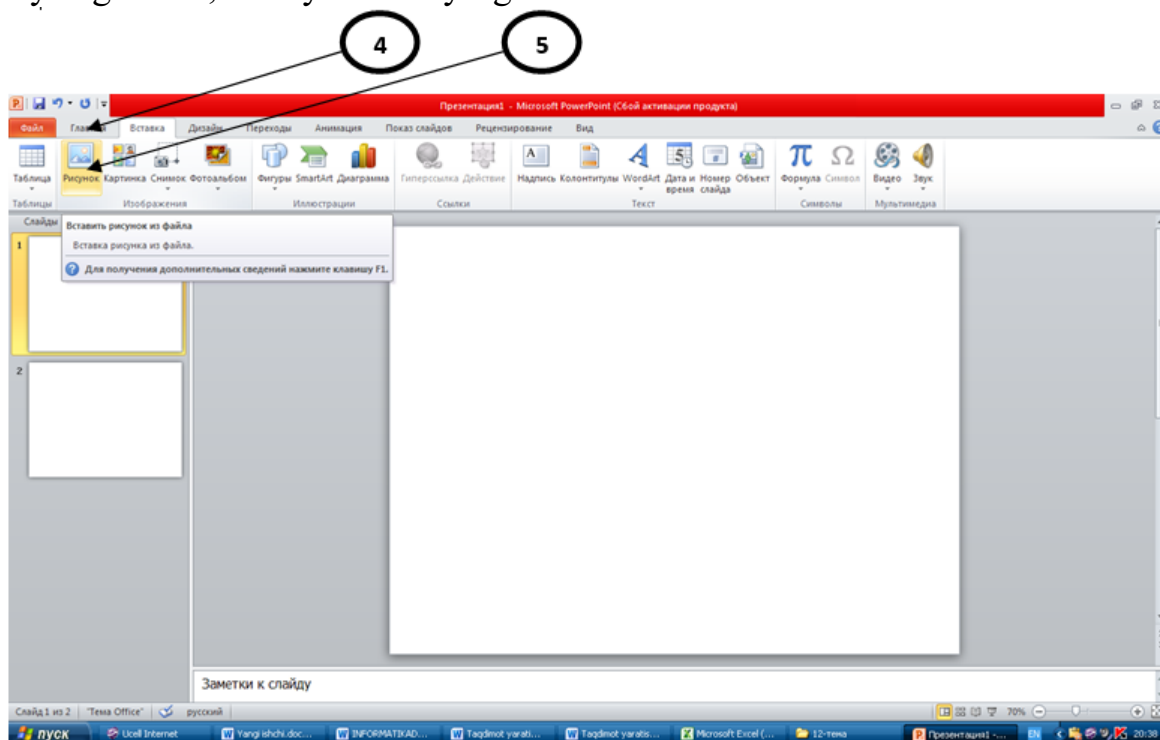 4
5
Презентация1 - Microsoft PowerPoint (Сбой активации продукта)
Файл Главная Вставка Дизайн Переходы Анимация Показ слайдов Рецензирование Вид
Таблица Рисунок Картинка Снимок Фотоальбом Фигуры SmartArt Диаграмма Гиперссылка Действие Надпись Колонтитулы WordArt Дата и время Номер слайда Объект Формула Символ Видео Звук
Таблицы Изображения Иллюстрации Ссылки Текст Символы Мультимедиа
Слайды
Вставить рисунок из файла
Вставка рисунка из файла.
Для получения дополнительных сведений нажмите клавишу F1.
1
2
Заметки к слайду
Слайд 1 из 2 "Тема Office" русский 70%
пуск Ucell Internet Yangi ishchi.doc... INFORMATIKAD... Taqdimot yarati... Taqdimot yaratis... Microsoft Excel (... 12-тема Презентация1 -... EN 20:38